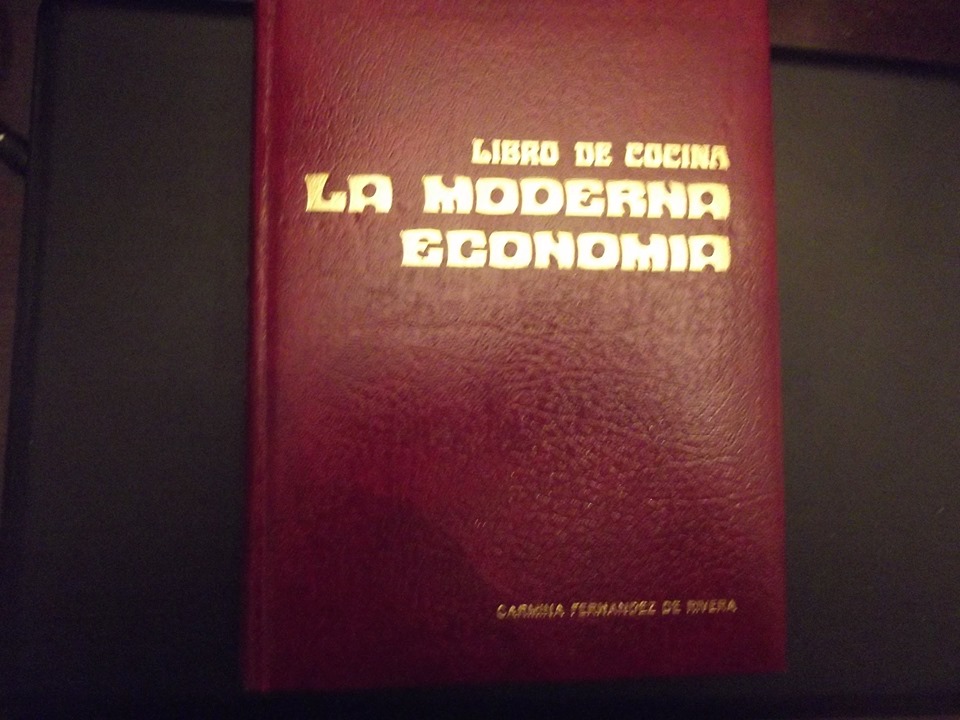 LIBRO DE COCINA
LA MODERNA
ECONOMIA
CARMINA FERNANDEZ DE RIVERA